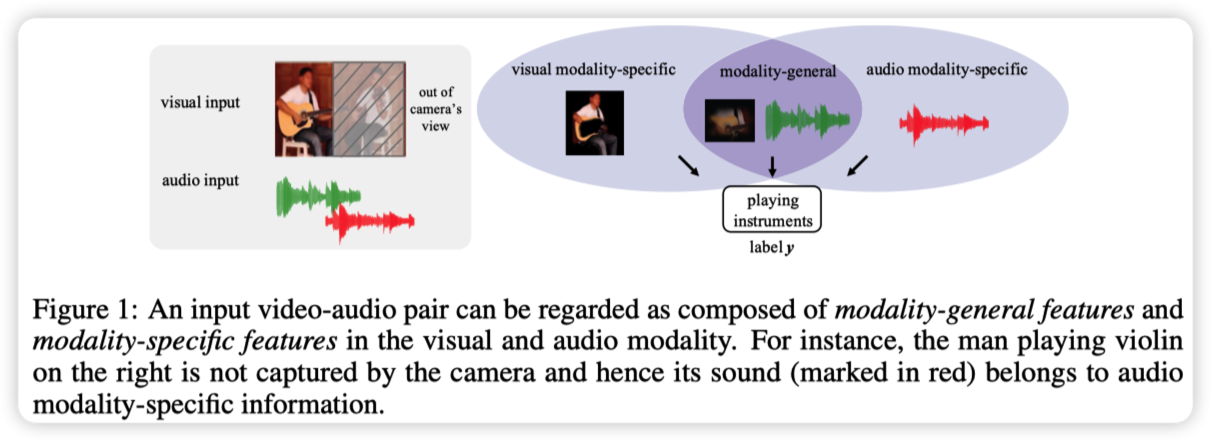 visual input
out of
camera's
view
audio input
visual modality-specific
modality-general
audio modality-specific
playing
instruments
label y
Figure 1: An input video-audio pair can be regarded as composed of modality-general features and
modality-specific features in the visual and audio modality. For instance, the man playing violin
on the right is not captured by the camera and hence its sound (marked in red) belongs to audio
modality-specific information.